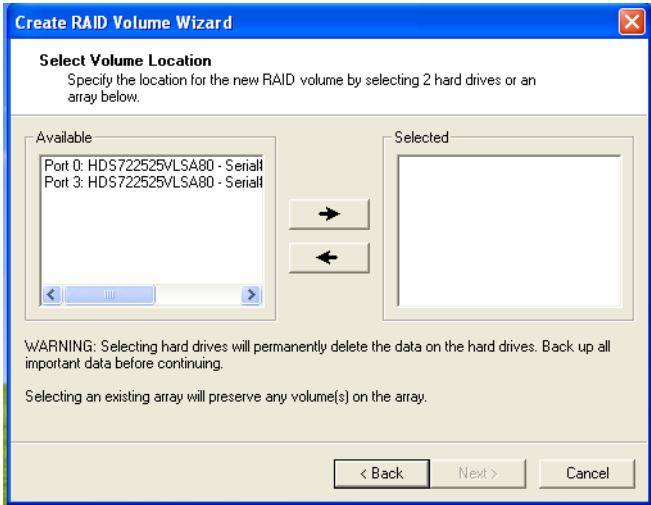 Create RAID Volume Wizard
Select Volume Location
Specify the location for the new RAID volume by selecting 2 hard drives or an
array below.
Available
Port 0: HDS722525VLSA80 - Serial
Port 3: HDS722525VLSA80 - Serial
Selected
WARNING: Selecting hard drives will permanently delete the data on the hard drives. Back up all
important data before continuing.
Selecting an existing array will preserve any volume(s) on the array.
< Back
Next >
Cancel